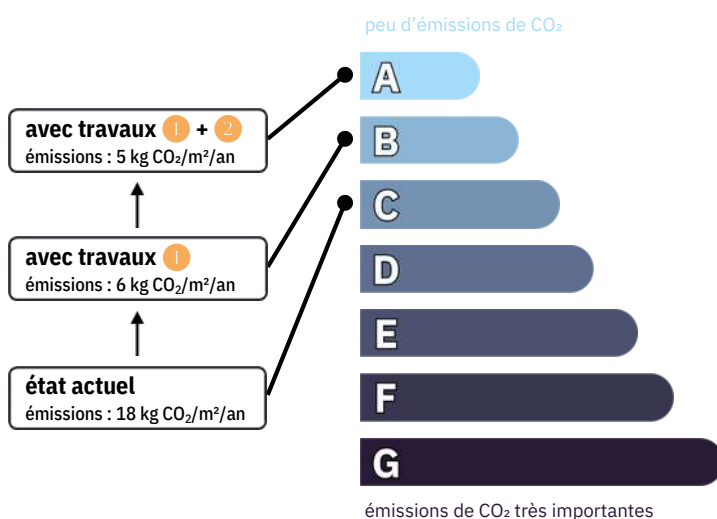 peu d'émissions de CO₂
A
avec travaux 1 + 2
émissions : 5 kg CO₂/m²/an
B
C
avec travaux 1
émissions : 6 kg CO₂/m²/an
D
E
état actuel
émissions : 18 kg CO₂/m²/an
F
G
émissions de CO₂ très importantes